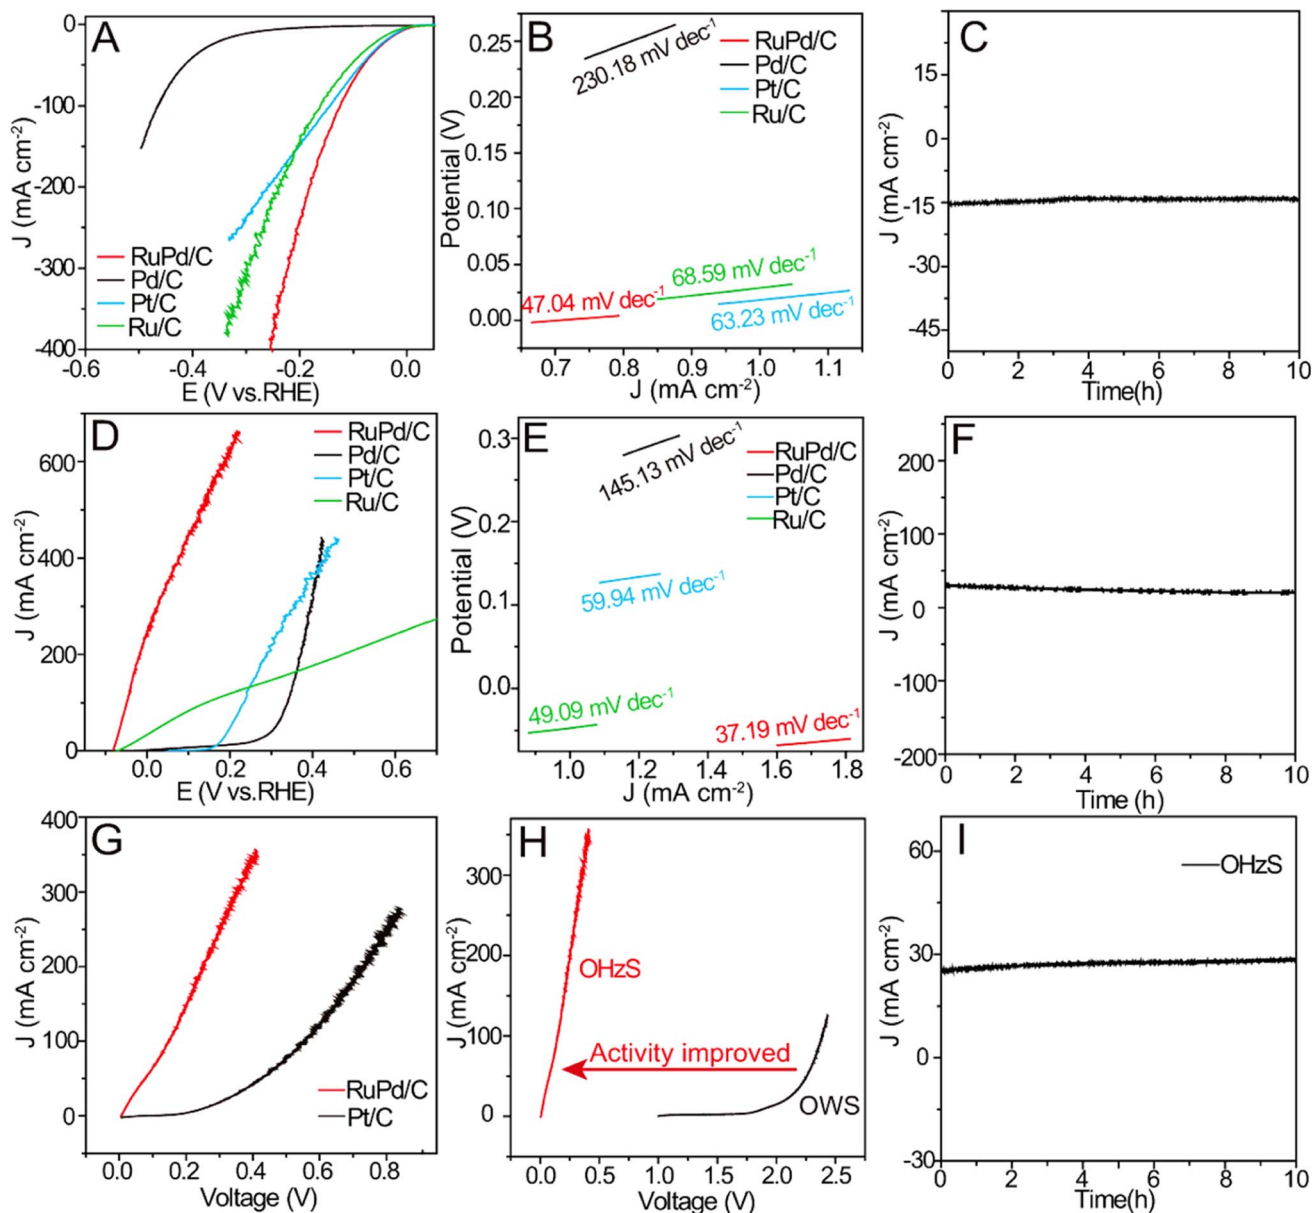 A
J (mA cm-2)
0
-100
-200
-300
-400
RuPd/C
Pd/C
Pt/C
Ru/C
-0.6
-0.4
-0.2
0.0
E (V vs.RHE)
B
Potential (V)
0.25
0.20
0.15
0.10
0.05
0.00
230.18 mV dec-1
RuPd/C
Pd/C
Pt/C
Ru/C
68.59 mV dec-1
47.04 mV dec-1
63.23 mV dec-1
0.7
0.8
0.9
1.0
1.1
J (mA cm-2)
C
J (mA cm-2)
15
0
-15
-30
-45
0
2
4
6
8
10
Time(h)
D
J (mA cm-2)
600
400
200
0
RuPd/C
Pd/C
Pt/C
Ru/C
0.0
0.2
0.4
0.6
E (V vs.RHE)
E
Potential (V)
0.3
0.2
0.1
0.0
145.13 mV dec-1
RuPd/C
Pd/C
Pt/C
Ru/C
59.94 mV dec-1
49.09 mV dec-1
37.19 mV dec-1
1.0
1.2
1.4
1.6
1.8
J (mA cm-2)
F
J (mA cm-2)
200
100
0
-100
-200
0
2
4
6
8
10
Time (h)
G
J (mA cm-2)
400
300
200
100
0
RuPd/C
Pt/C
0.0
0.2
0.4
0.6
0.8
Voltage (V)
H
J (mA cm-2)
300
200
100
0
OHzS
Activity improved
OWS
0.0
0.5
1.0
1.5
2.0
2.5
Voltage (V)
I
OHzS
J (mA cm-2)
60
30
0
-30
0
2
4
6
8
10
Time(h)